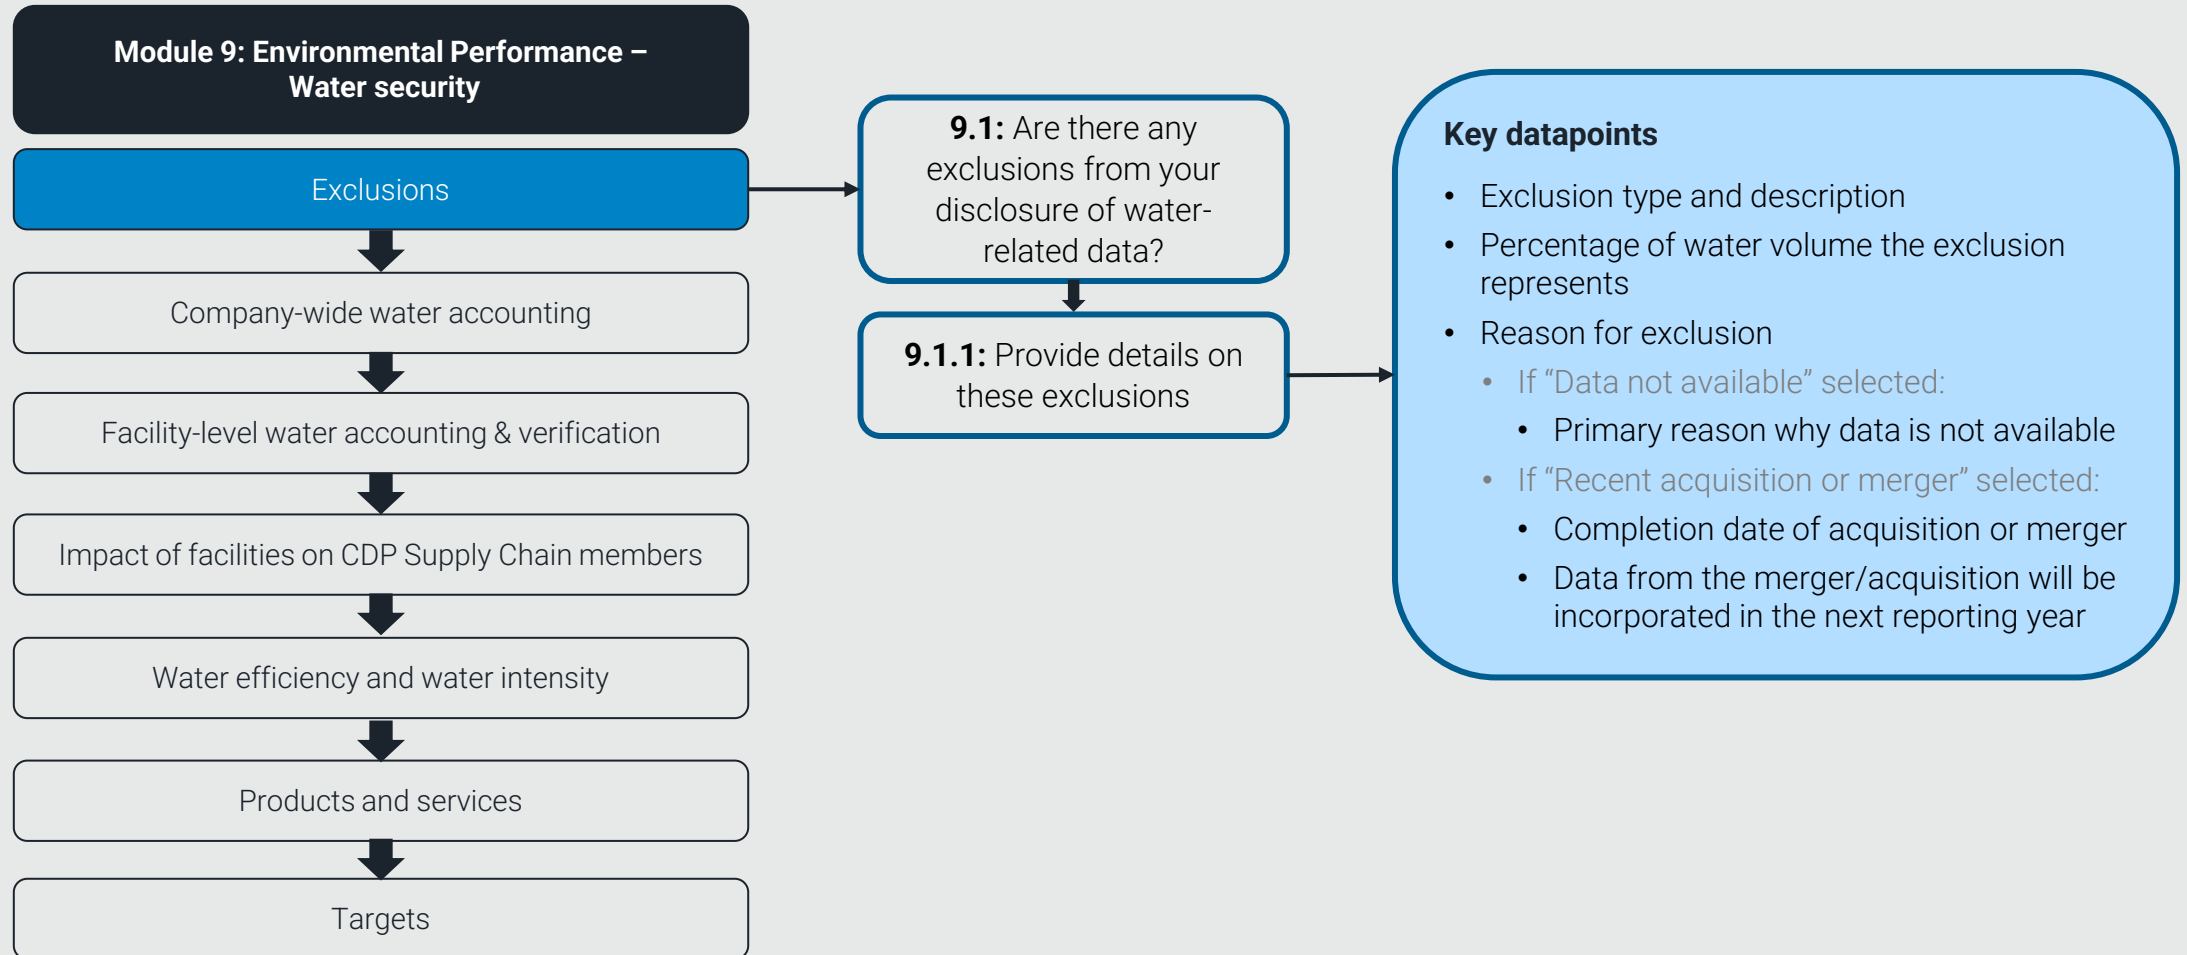 Module 9: Environmental Performance –
Water security
Exclusions
Company-wide water accounting
Facility-level water accounting & verification
Impact of facilities on CDP Supply Chain members
Water efficiency and water intensity
Products and services
Targets
9.1: Are there any
exclusions from your
disclosure of water-
related data?
9.1.1: Provide details on
these exclusions
Key datapoints
• Exclusion type and description
• Percentage of water volume the exclusion
represents
• Reason for exclusion
• If “Data not available” selected:
• Primary reason why data is not available
• If “Recent acquisition or merger” selected:
• Completion date of acquisition or merger
• Data from the merger/acquisition will be
incorporated in the next reporting year